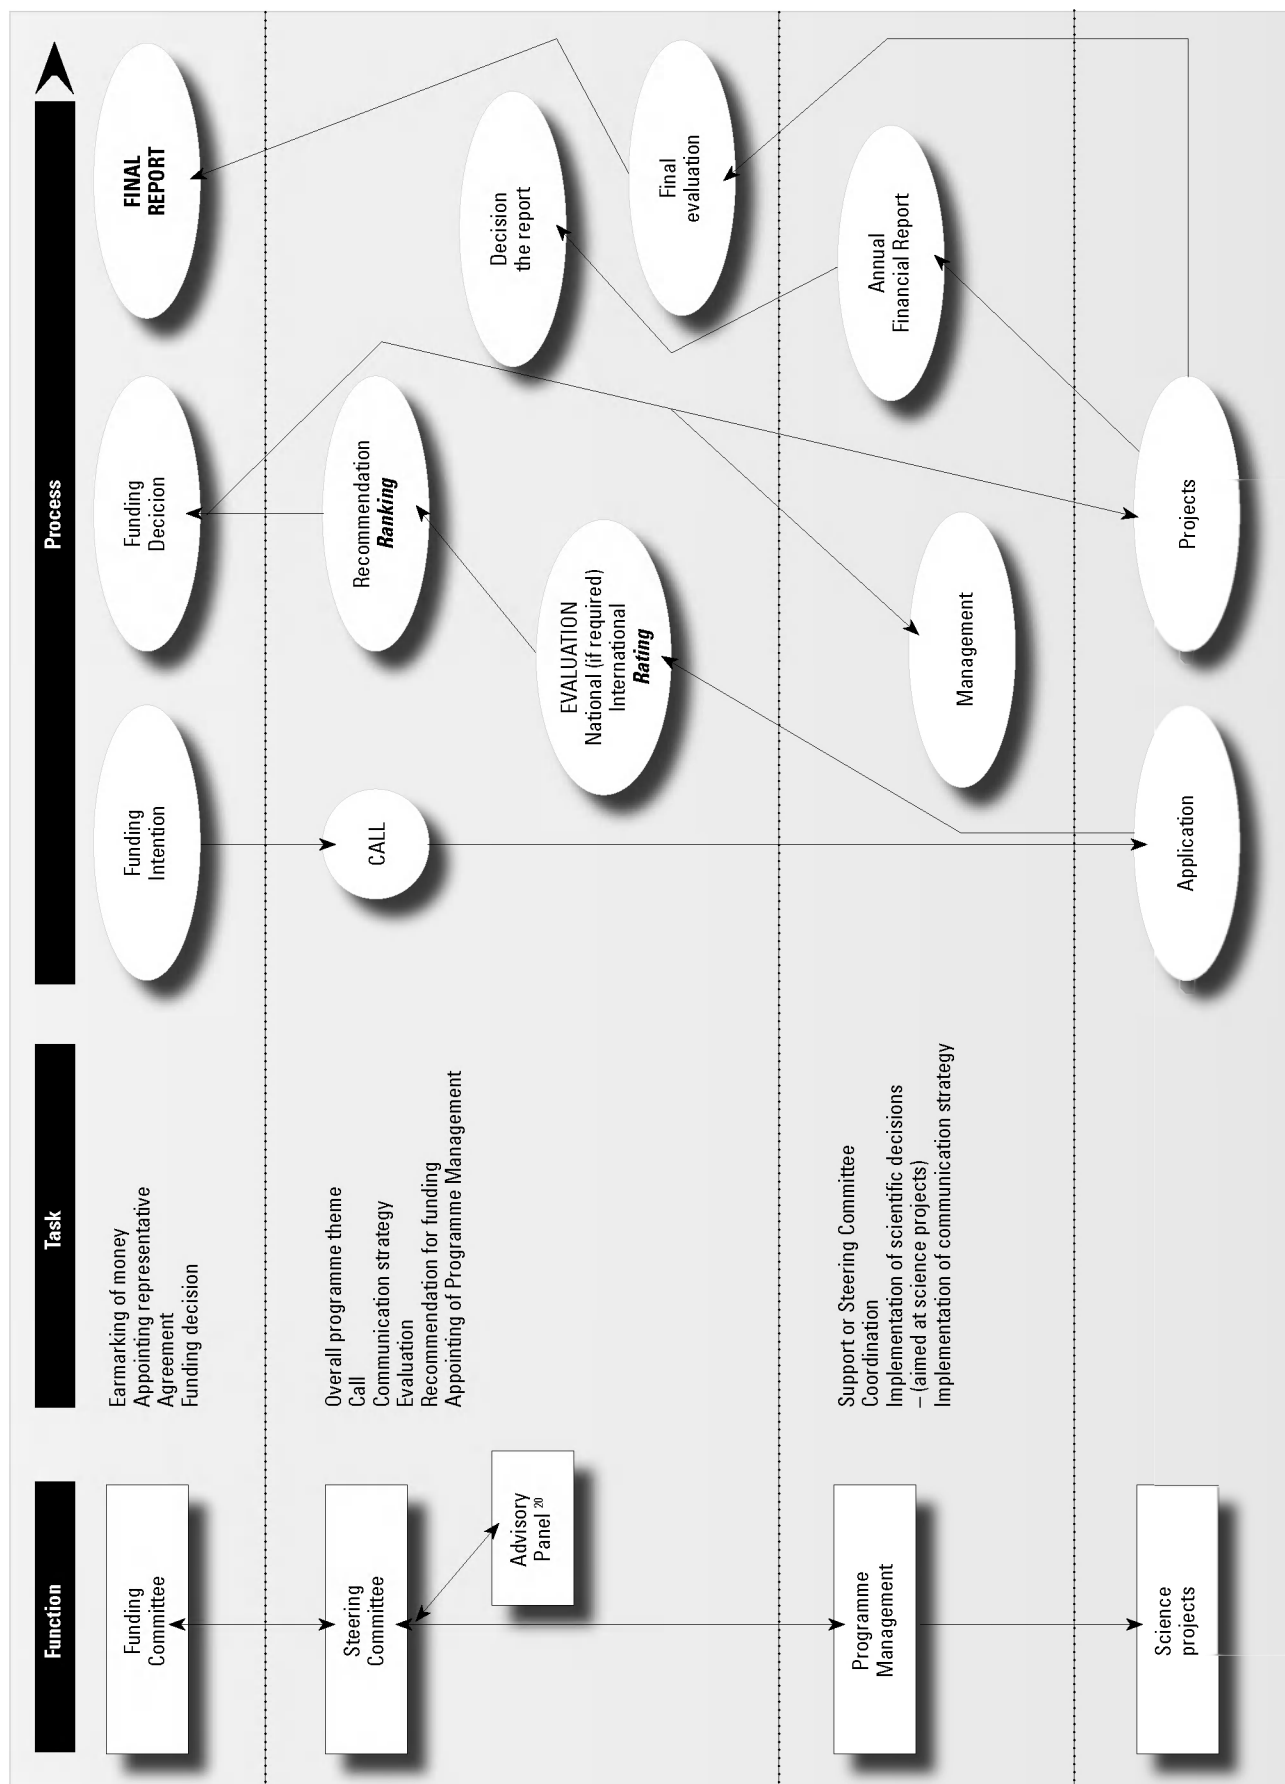 Function
Task
Process
Funding
Committee
Earmarking of money
Appointing representative
Agreement
Funding decision
Funding
Intention
Funding
Decicion
FINAL
REPORT
Steering
Committee
Advisory
Panel 20
Overall programme theme
Call
Communication strategy
Evaluation
Recommendation for funding
Appointing of Programme Management
CALL
EVALUATION
National (if required)
International
Rating
Recommendation
Ranking
Decision
the report
Final
evaluation
Programme
Management
Support or Steering Committee
Coordination
Implementation of scientific decisions
– (aimed at science projects)
Implementation of communication strategy
Management
Annual
Financial Report
Science
projects
Application
Projects